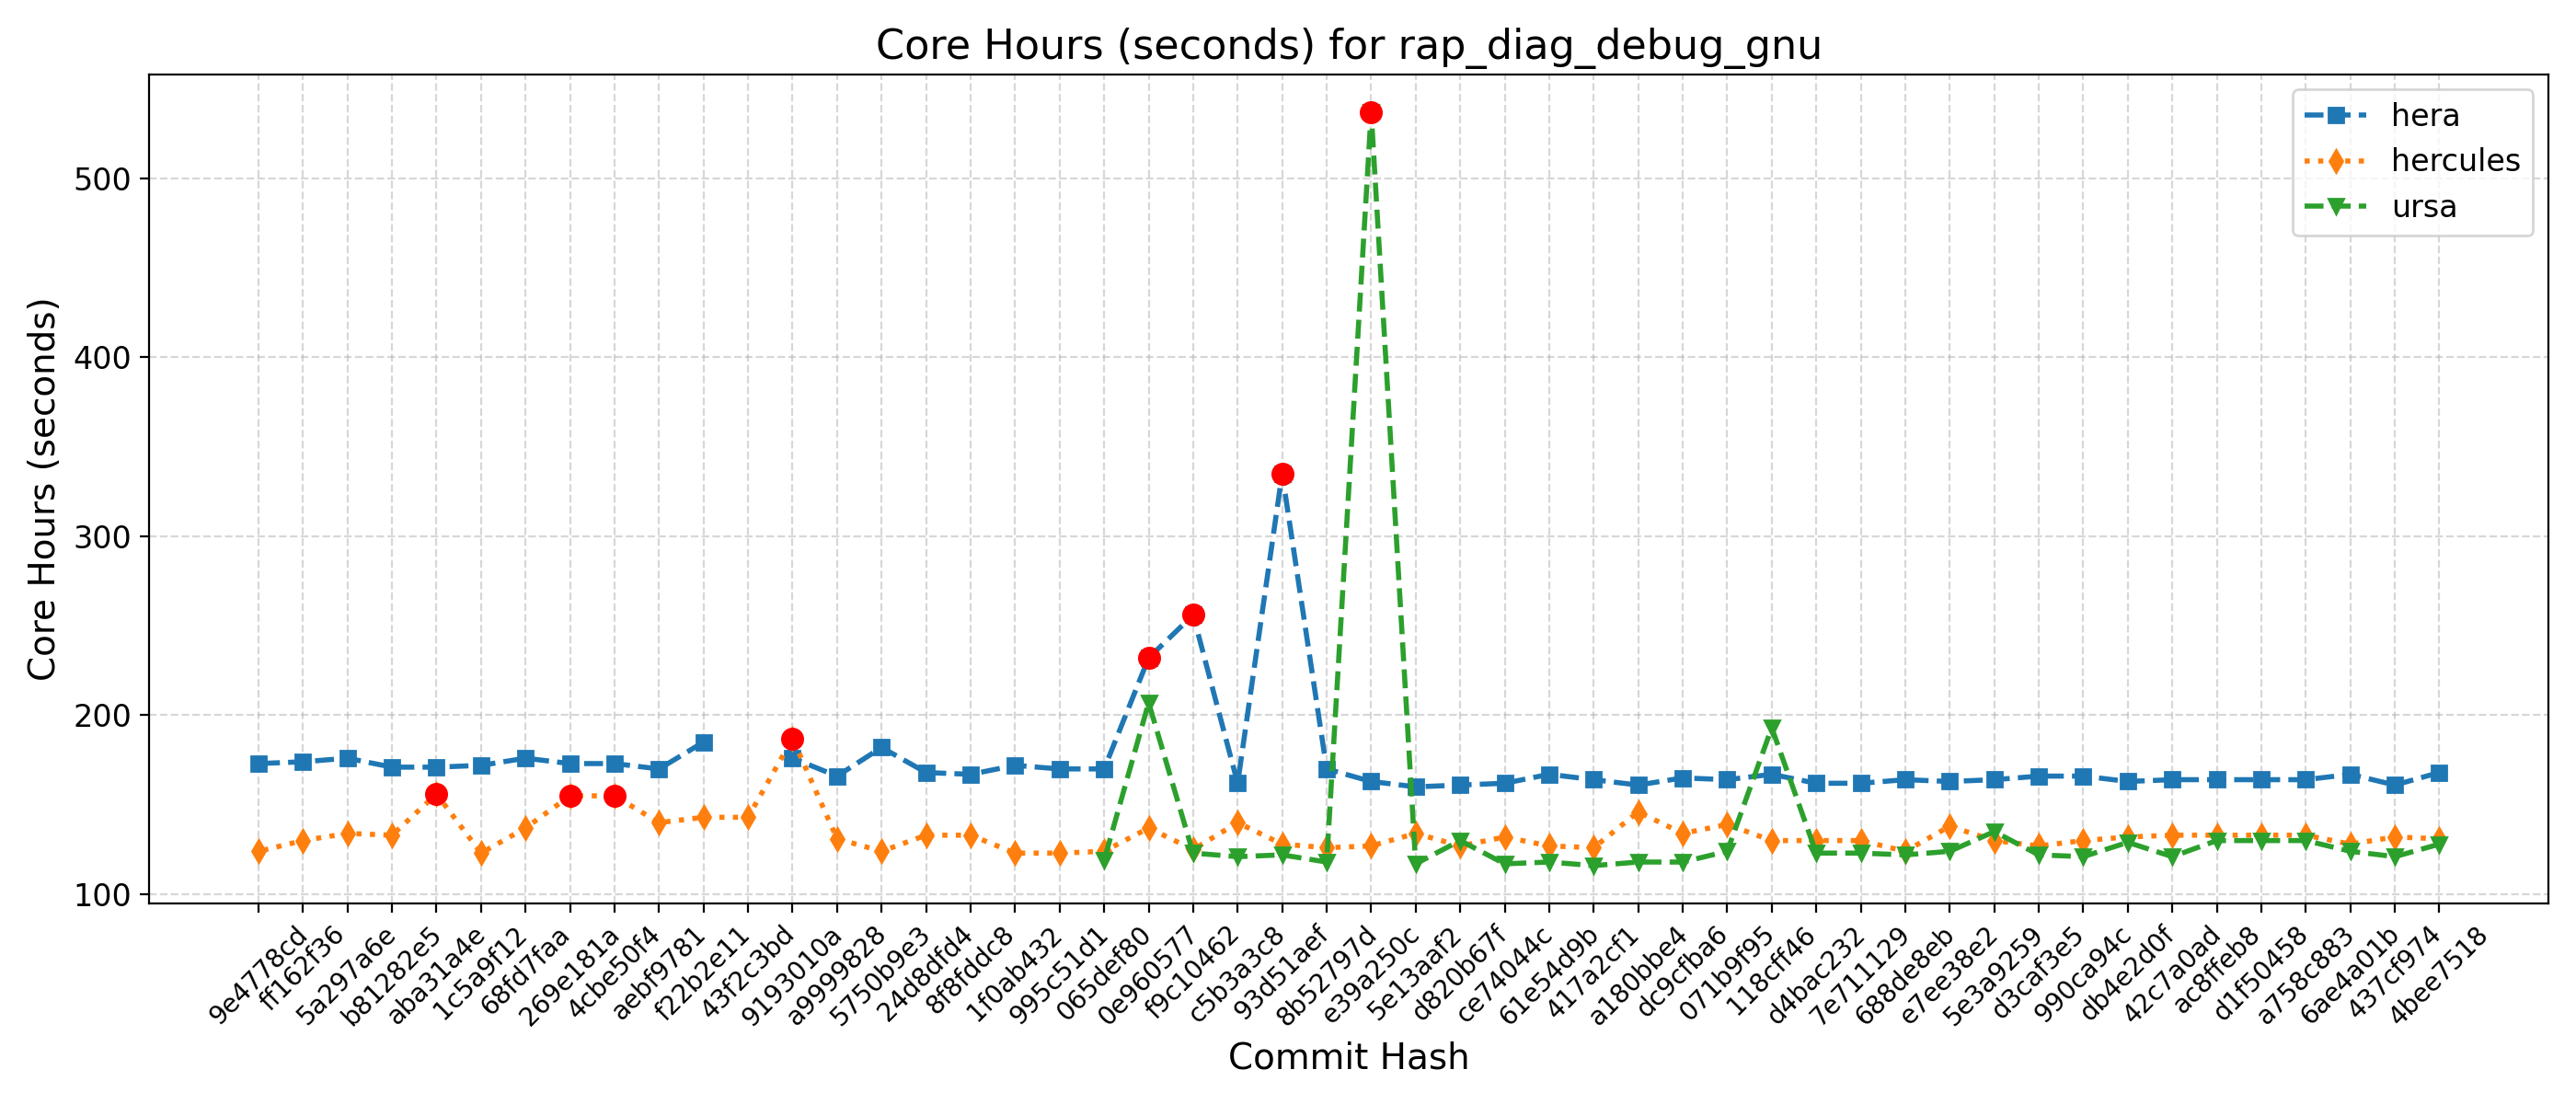 Core Hours (seconds) for rap_diag_debug_gnu
hera
hercules
ursa
Core Hours (seconds)
500
400
300
200
100
9e4778cd
ff162f36
5a297a6e
b81282e5
aba31a4e
1c5a9f12
68fd7faa
269e181a
4cbe50f4
aebf9781
f22b2e11
43f2c3bd
9193010a
a9999828
5750b9e3
24d8dfd4
8f8fddc8
1f0ab432
995c51d1
065def80
0e960577
f9c10462
c5b3a3c8
93d51aef
8b52797d
e39a250c
5e13aaf2
d820b67f
ce74044c
61e54d9b
417a2cf1
a180bbe4
dc9cfba6
071b9f95
118cff46
d4bac232
7e711129
688de8eb
e7ee38e2
5e3a9259
d3caf3e5
990ca94c
db4e2d0f
42c7a0ad
ac8ffeb8
d1f50458
a758c883
6ae4a01b
437cf974
4bee7518
Commit Hash